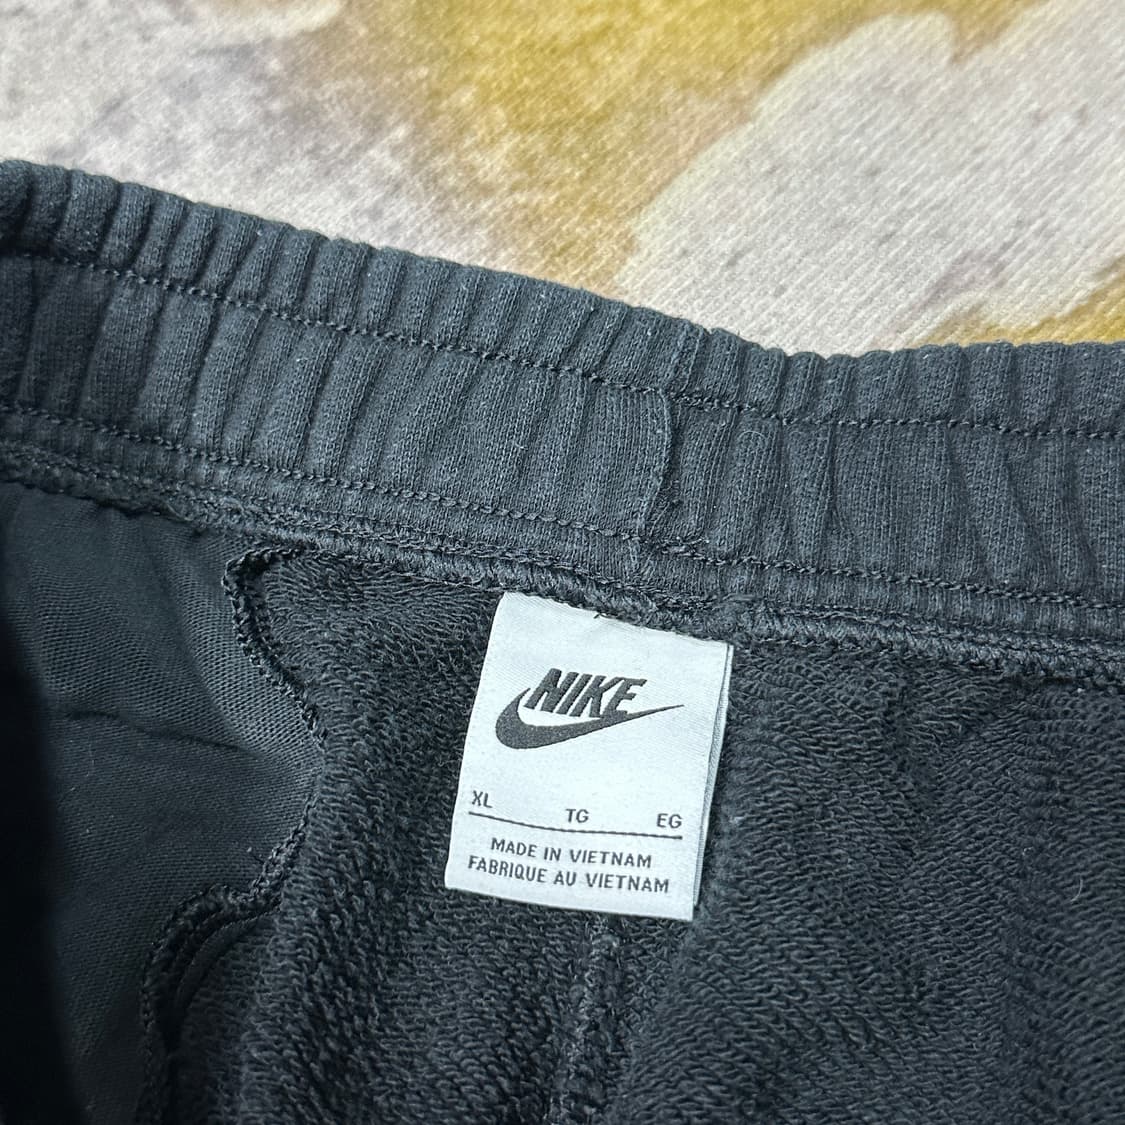 NIKE
XL TG EG
MADE IN VIETNAM
FABRIQUE AU VIETNAM